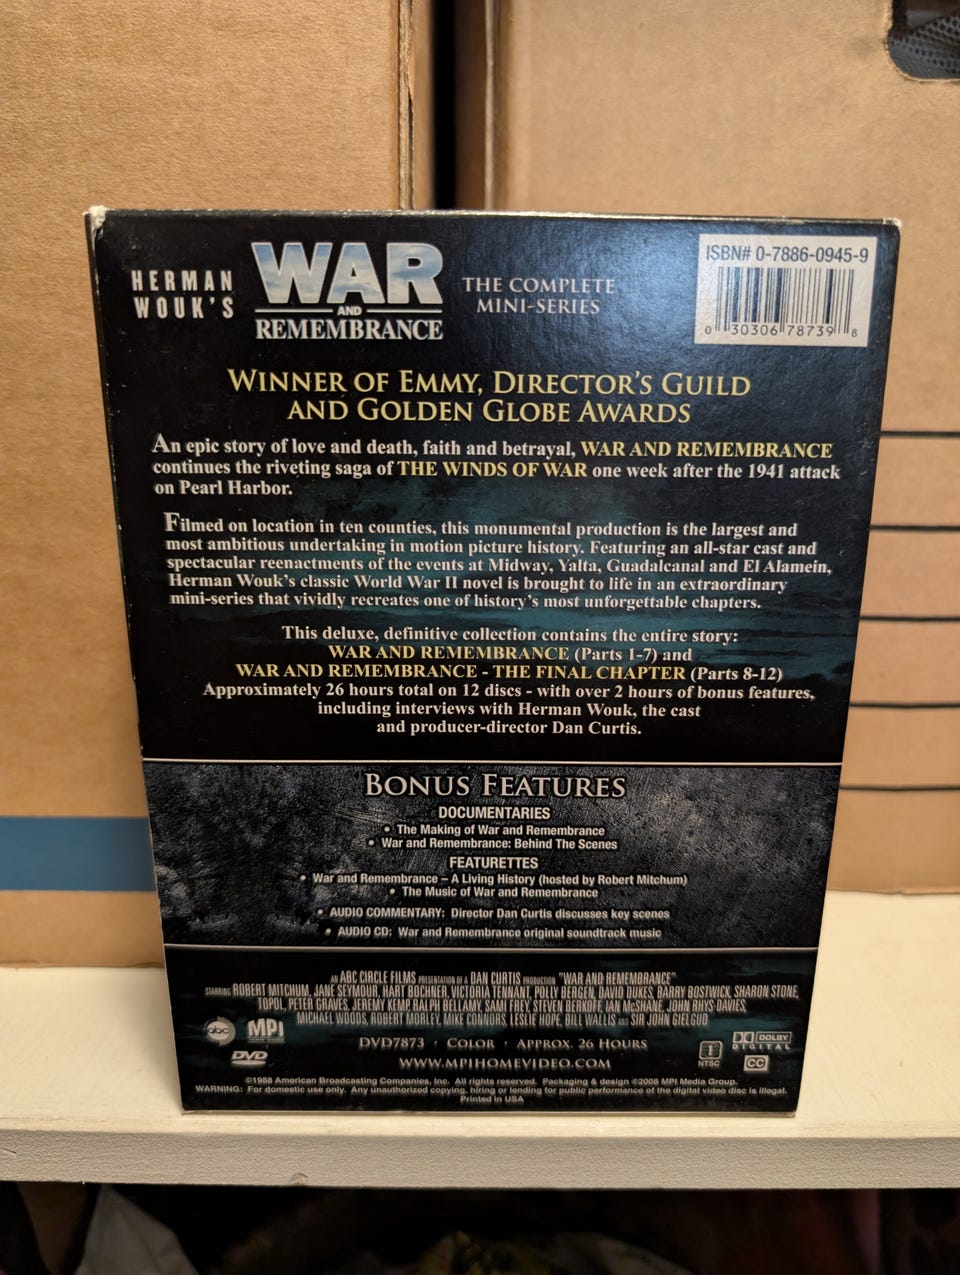 HERMAN
WOUK'S
WAR
AND
REMEMBRANCE
THE COMPLETE
MINI-SERIES
ISBN# 0-7886-0945-9
0 30306 78739 8
WINNER OF EMMY, DIRECTOR'S GUILD
AND GOLDEN GLOBE AWARDS
An epic story of love and death, faith and betrayal, WAR AND REMEMBRANCE
continues the riveting saga of THE WINDS OF WAR one week after the 1941 attack
on Pearl Harbor.
Filmed on location in ten counties, this monumental production is the largest and
most ambitious undertaking in motion picture history. Featuring an all-star cast and
spectacular reenactments of the events at Midway, Yalta, Guadalcanal and El Alamein,
Herman Wouk's classic World War II novel is brought to life in an extraordinary
mini-series that vividly recreates one of history's most unforgettable chapters.
This deluxe, definitive collection contains the entire story:
WAR AND REMEMBRANCE (Parts 1-7) and
WAR AND REMEMBRANCE - THE FINAL CHAPTER (Parts 8-12)
Approximately 26 hours total on 12 discs - with over 2 hours of bonus features,
including interviews with Herman Wouk, the cast
and producer-director Dan Curtis.
BONUS FEATURES
DOCUMENTARIES
• The Making of War and Remembrance
• War and Remembrance: Behind The Scenes
FEATURETTES
• War and Remembrance – A Living History (hosted by Robert Mitchum)
• The Music of War and Remembrance
• AUDIO COMMENTARY: Director Dan Curtis discusses key scenes
• AUDIO CD: War and Remembrance original soundtrack music
AN ABC CIRCLE FILMS PRESENTATION OF A DAN CURTIS PRODUCTION "WAR AND REMEMBRANCE"
STARRING ROBERT MITCHUM, JANE SEYMOUR, HART BOCHNER, VICTORIA TENNANT, POLLY BERGEN, DAVID DUKES, BARRY BOSTWICK, SHARON STONE,
TOPOL, PETER GRAVES, JEREMY KEMP, RALPH BELLAMY, SAMI FREY, STEVEN BERKOFF, IAN McSHANE, JOHN RHYS-DAVIES,
MICHAEL WOODS, ROBERT MORLEY, MIKE CONNORS, LESLIE HOPE, BILL WALLIS AND SIR JOHN GIELGUD
abc
MPI
DVD
DVD7873 · COLOR · APPROX. 26 HOURS
WWW.MPIHOMEVIDEO.COM
NTSC
DOLBY
DIGITAL
CC
©1988 American Broadcasting Companies, Inc. All rights reserved. Packaging & design ©2008 MPI Media Group.
WARNING: For domestic use only. Any unauthorized copying, hiring or lending for public performance of the digital video disc is illegal.
Printed in USA